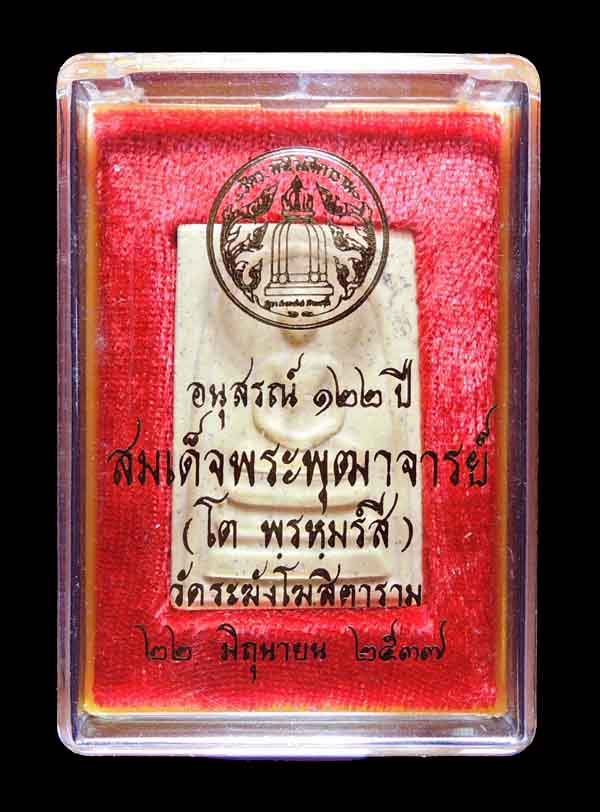 อนุสรณ์ ๑๒๒ ปี
สมเด็จพระพุฒาจารย์
(โต พฺรหฺมรํสี)
วัดระฆังโฆสิตาราม
๒๒ มิถุนายน ๒๕๓๗